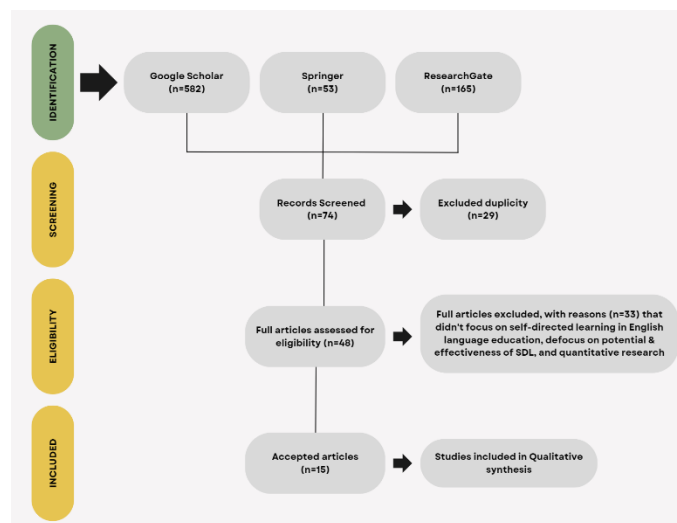 IDENTIFICATION
Google Scholar
(n=582)
Springer
(n=53)
ResearchGate
(n=165)
SCREENING
Records Screened
(n=74)
Excluded duplicity
(n=29)
ELIGIBILITY
Full articles assessed for
eligibility (n=48)
Full articles excluded, with reasons (n=33) that
didn't focus on self-directed learning in English
language education, defocus on potential &
effectiveness of SDL, and quantitative research
INCLUDED
Accepted articles
(n=15)
Studies included in Qualitative
synthesis